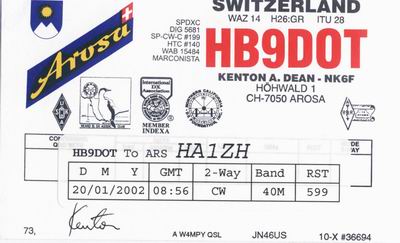 SWITZERLAND
WAZ 14 H26:GR ITU 28
SPDXC
DIG 5681
SP-CW-C #199
HTC #140
WAB 15484
MARCONISTA
HB9DOT
KENTON A. DEAN - NK6F
HÖHWALD 1
CH-7050 AROSA
Arosa
International
DX
Association
MEMBER
INDEXA
HB9DOT To ARS HA1ZH
D M Y GMT 2-Way Band RST
20/01/2002 08:56 CW 40M 599
73, Kenton
A W4MPY QSL JN46US 10-X #36694